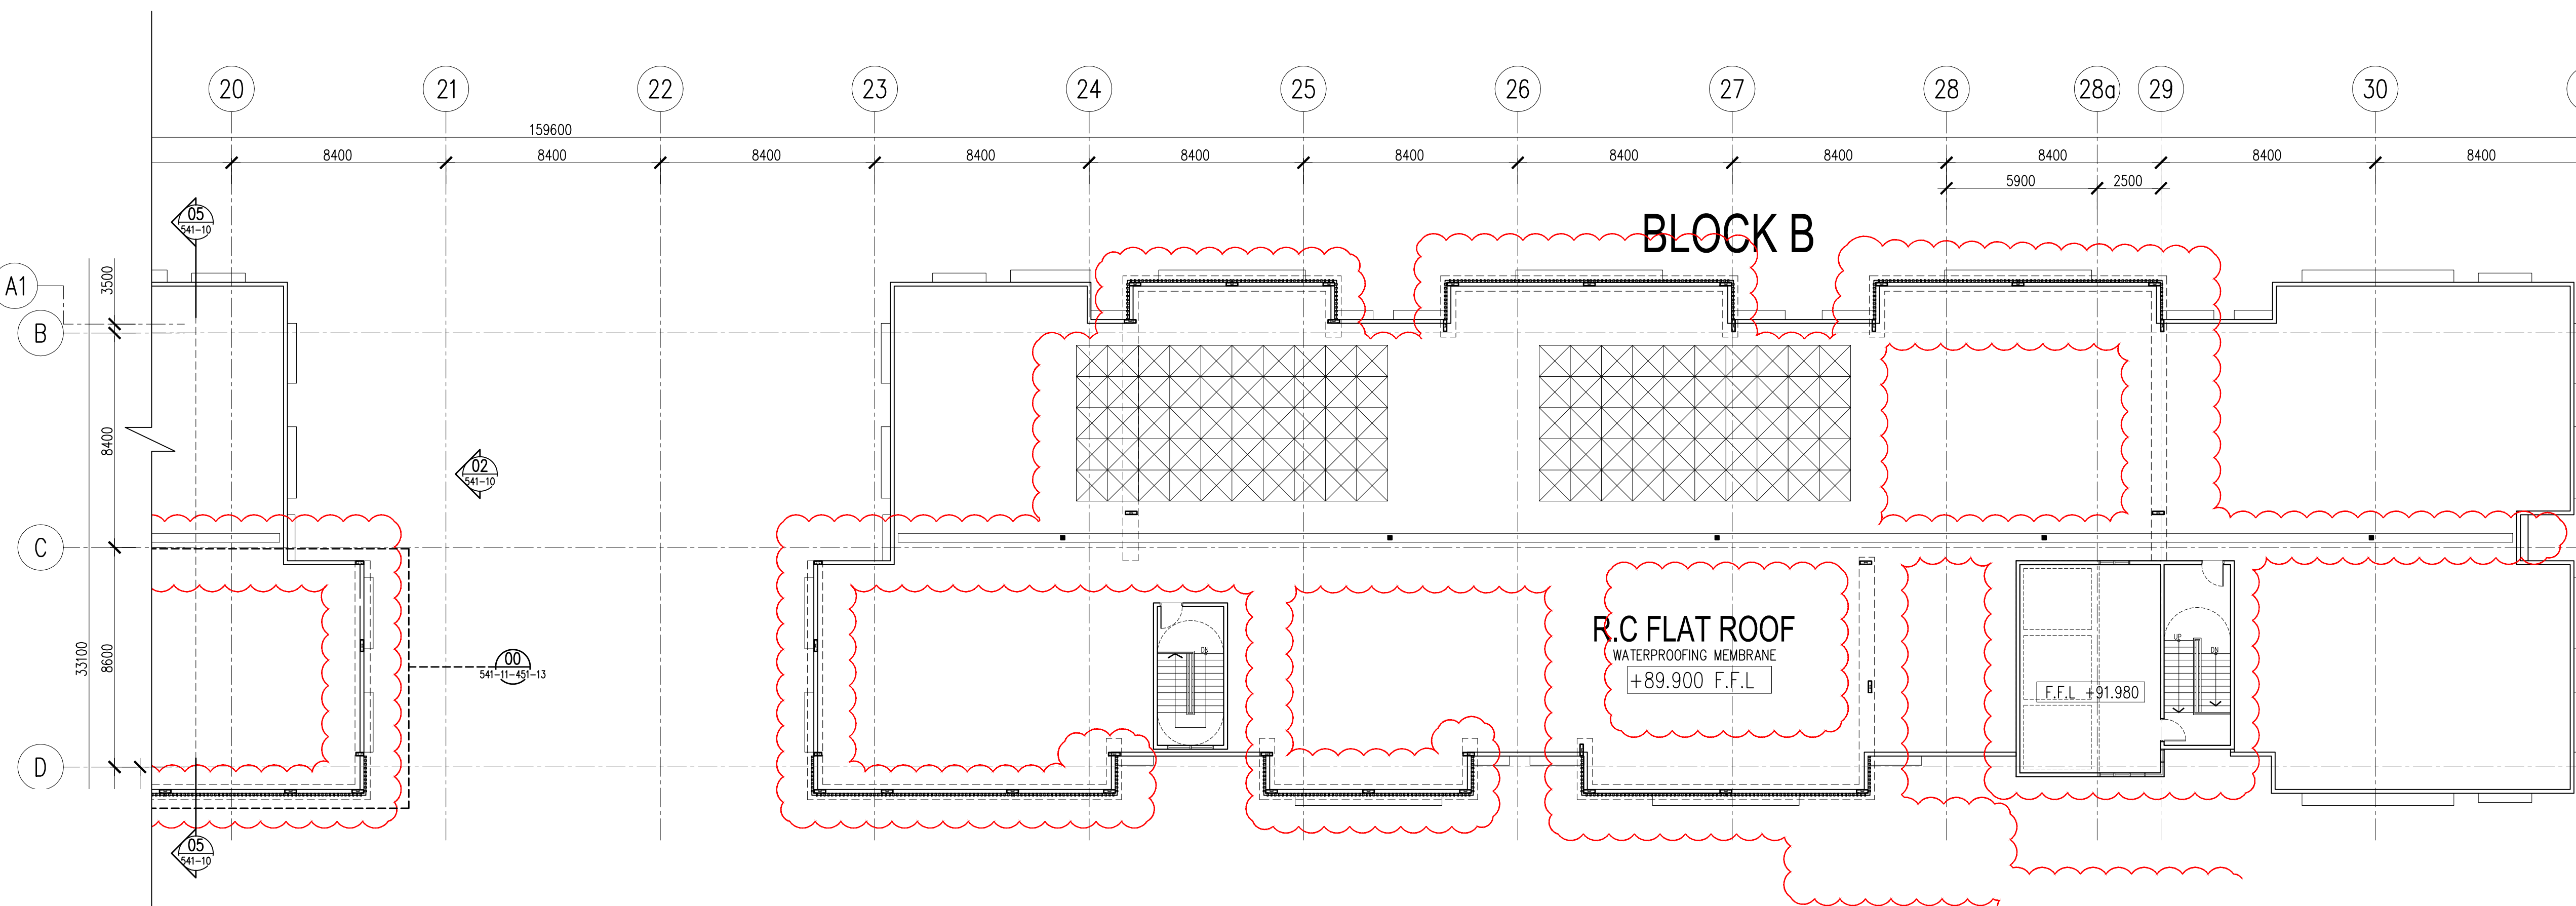 20 21 22 23 24 25 26 27 28 28a 29 30
159600
8400 8400 8400 8400 8400 8400 8400 8400 8400 8400 8400
5900 2500
05
541-10
BLOCK B
A1
3500
B
8400
02
541-10
C
33100
8600
00
541-11-451-13
DN
R.C FLAT ROOF
WATERPROOFING MEMBRANE
+89.900 F.F.L
UP
DN
F.F.L +91.980
D
05
541-10